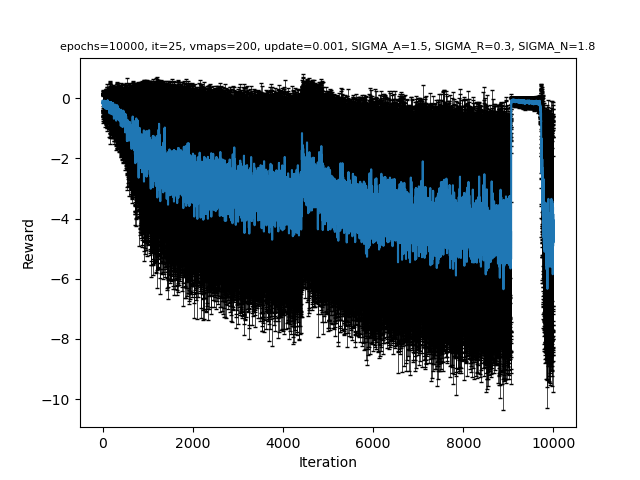 epochs=10000, it=25, vmaps=200, update=0.001, SIGMA_A=1.5, SIGMA_R=0.3, SIGMA_N=1.8
0
−2
−4
−6
−8
−10
Reward
0 2000 4000 6000 8000 10000
Iteration